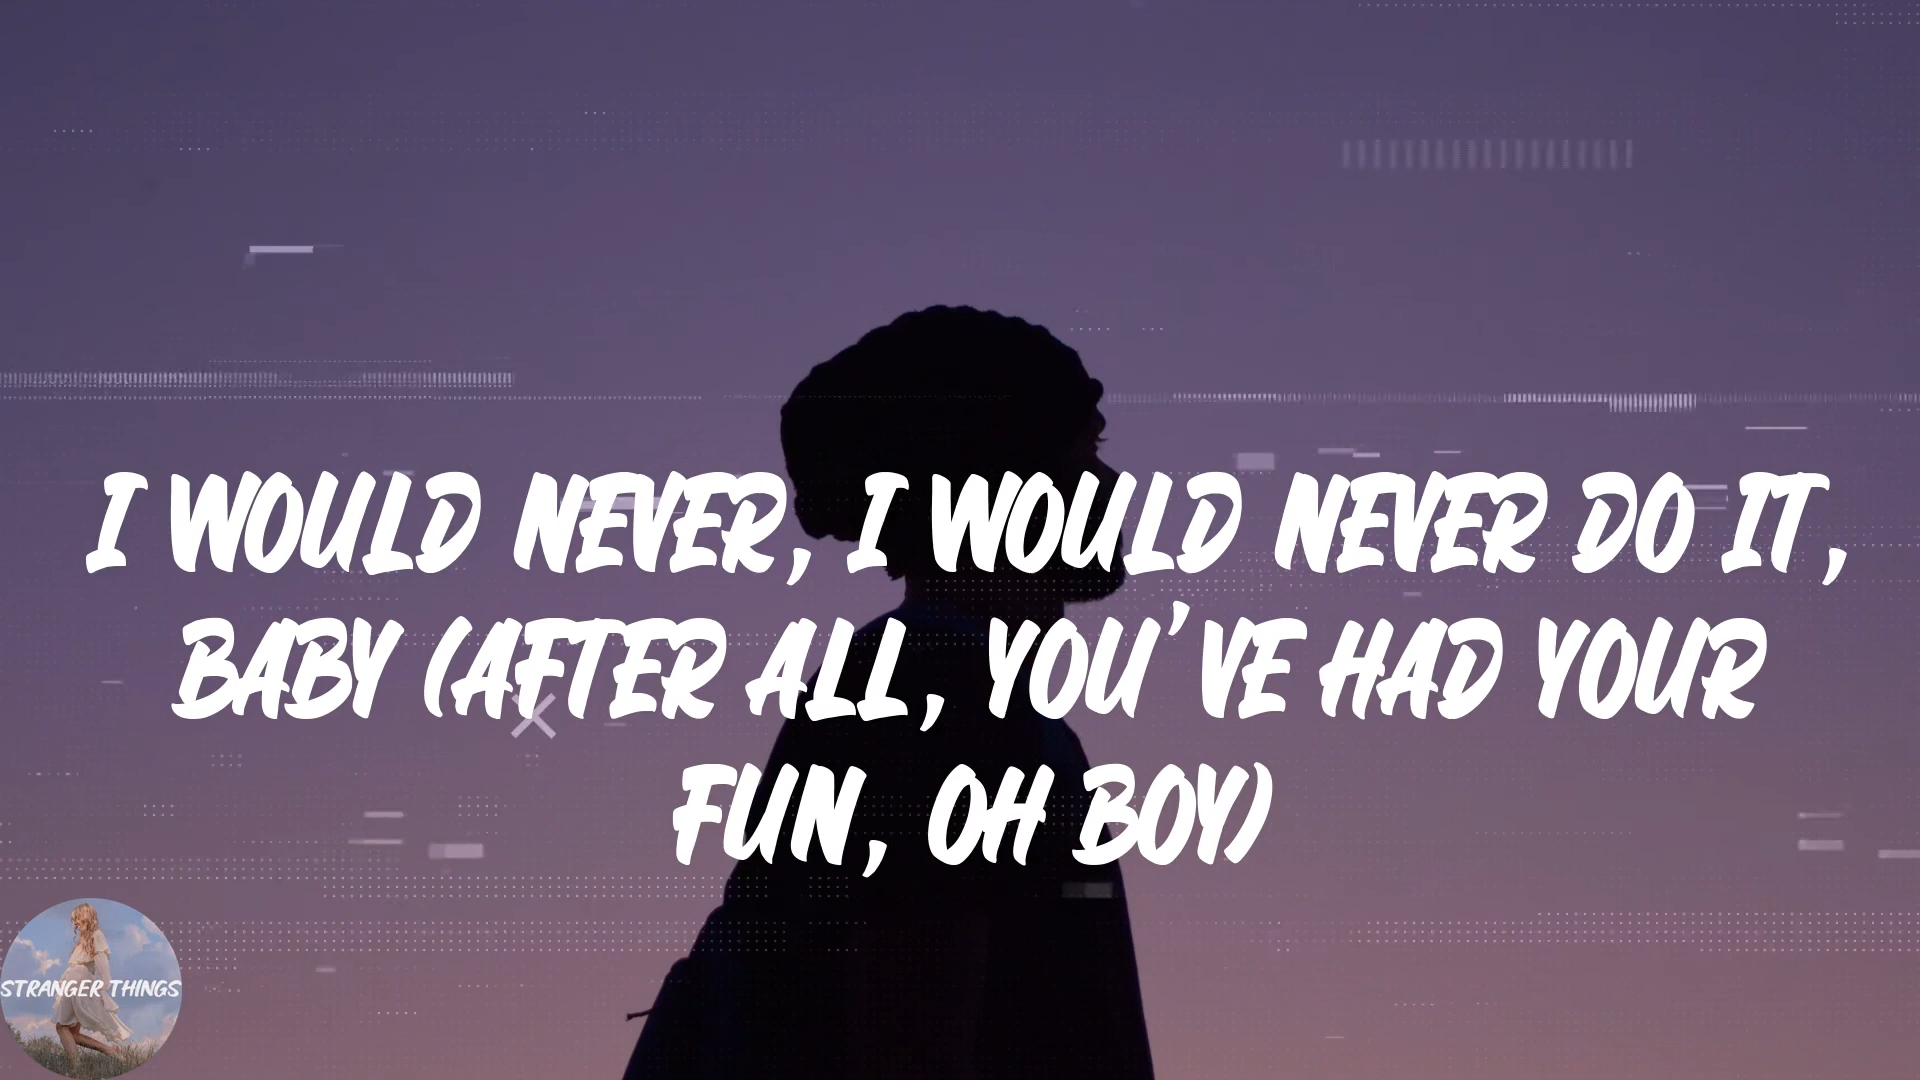 I WOULD NEVER, I WOULD NEVER DO IT,
BABY (AFTER ALL, YOU'VE HAD YOUR
FUN, OH BOY)
STRANGER THINGS